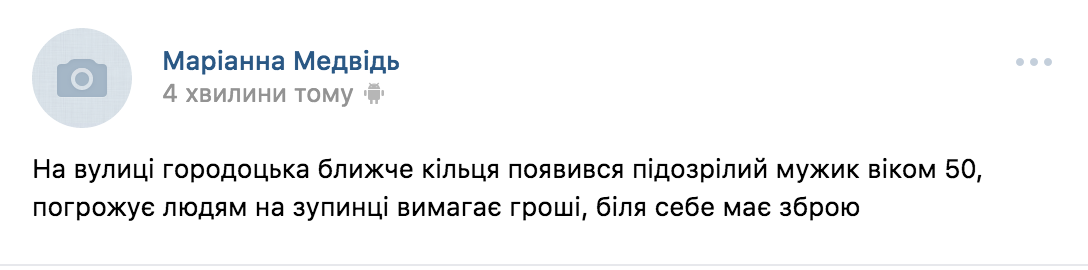 Маріанна Медвідь
4 хвилини тому
На вулиці городоцька ближче кільця появився підозрілий мужик віком 50,
погрожує людям на зупинці вимагає гроші, біля себе має зброю